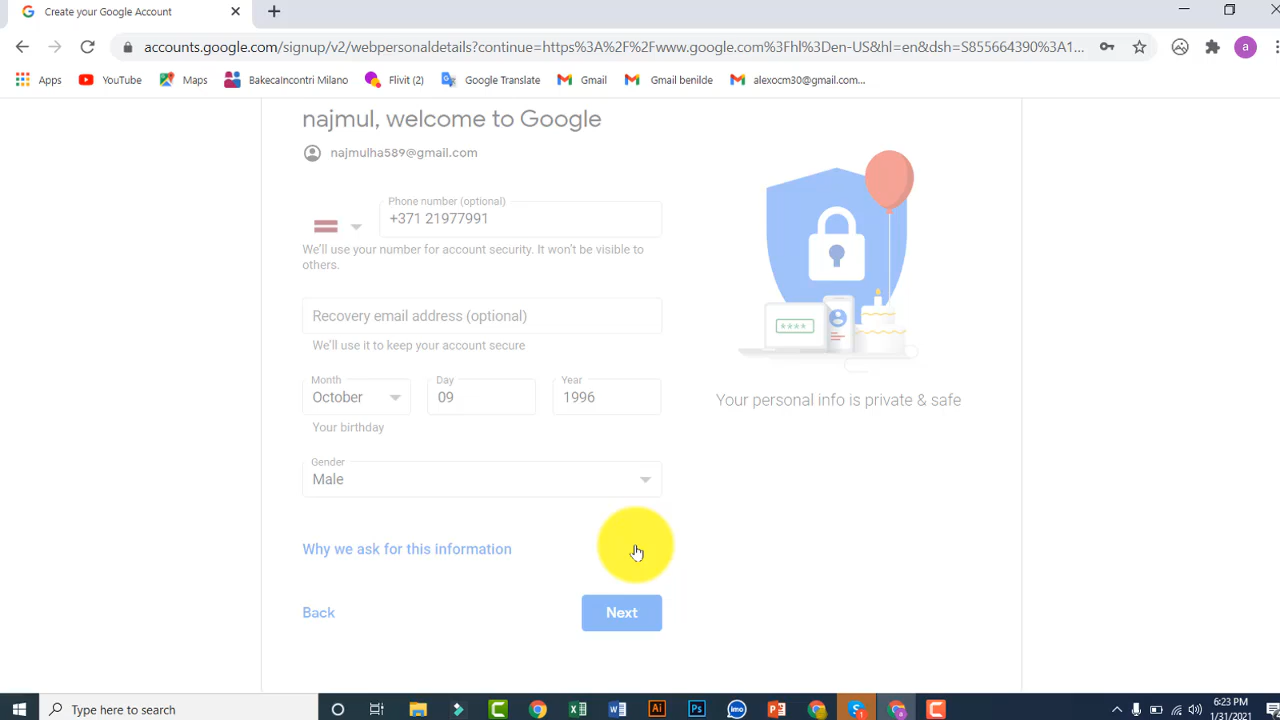 Create your Google Account
accounts.google.com/signup/v2/webpersonaldetails?continue=https%3A%2F%2Fwww.google.com%3Fhl%3Den-US&hl=en&dsh=S855664390%3A1...
a
Apps YouTube Maps BakecaIncontri Milano Flivit (2) Google Translate Gmail Gmail benilde alexocm30@gmail.com...
najmul, welcome to Google
najmulha589@gmail.com
Phone number (optional)
+371 21977991
We'll use your number for account security. It won't be visible to
others.
Recovery email address (optional)
We'll use it to keep your account secure
Month Day Year
October 09 1996
Your birthday
Gender
Male
Your personal info is private & safe
Why we ask for this information
Back Next
Type here to search
6:23 PM
1/31/2021